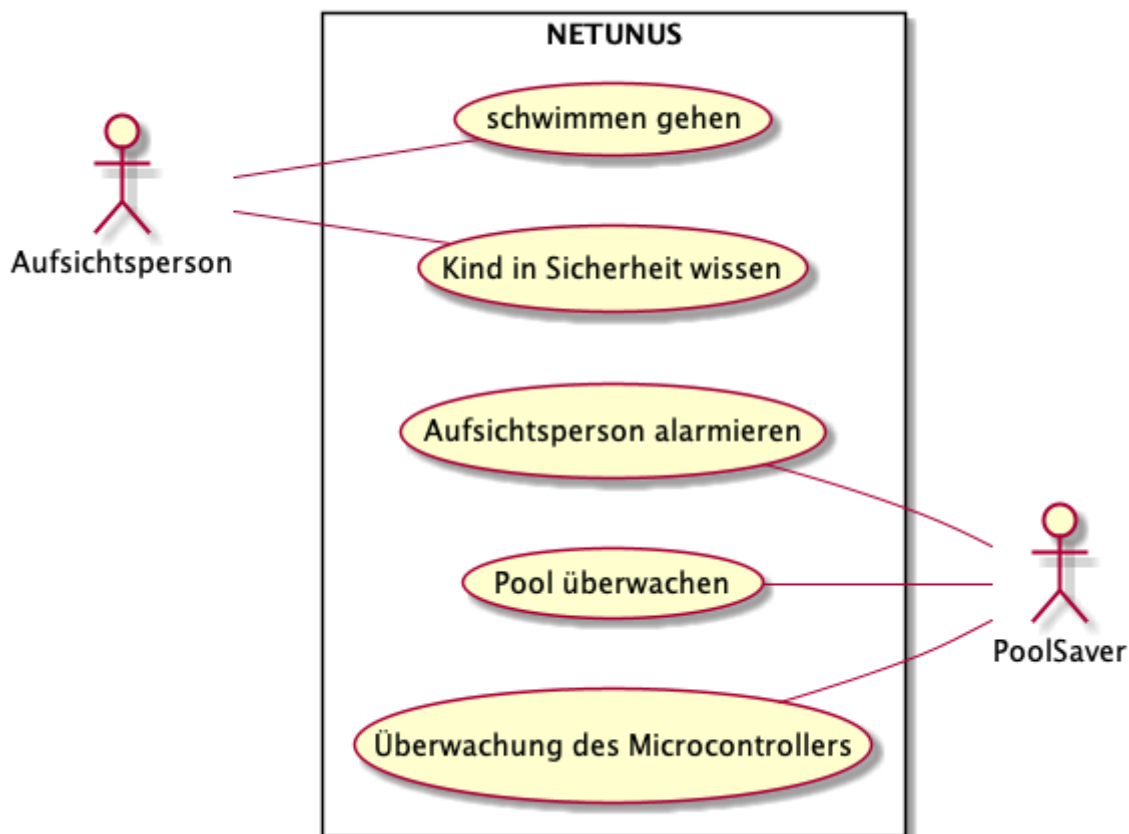 NETUNUS
schwimmen gehen
Aufsichtsperson
Kind in Sicherheit wissen
Aufsichtsperson alarmieren
Pool überwachen
PoolSaver
Überwachung des Microcontrollers